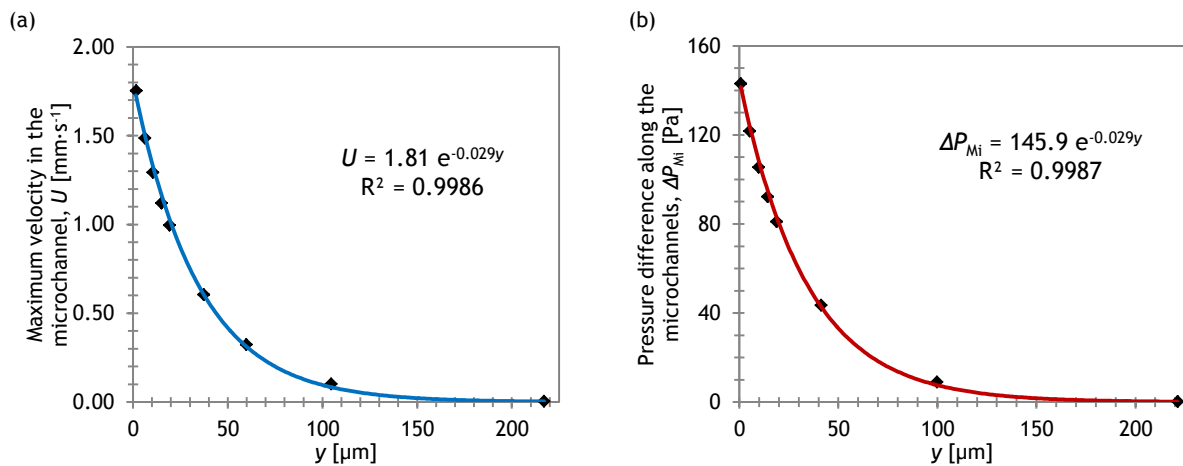 (a)
2.00
1.50
1.00
0.50
0.00
0 50 100 150 200
Maximum velocity in the
microchannel, U [mm·s⁻¹]
y [μm]
U = 1.81 e⁻⁰·⁰²⁹ʸ
R² = 0.9986
(b)
160
120
80
40
0
0 50 100 150 200
Pressure difference along the
microchannels, ΔP_Mi [Pa]
y [μm]
ΔP_Mi = 145.9 e⁻⁰·⁰²⁹ʸ
R² = 0.9987